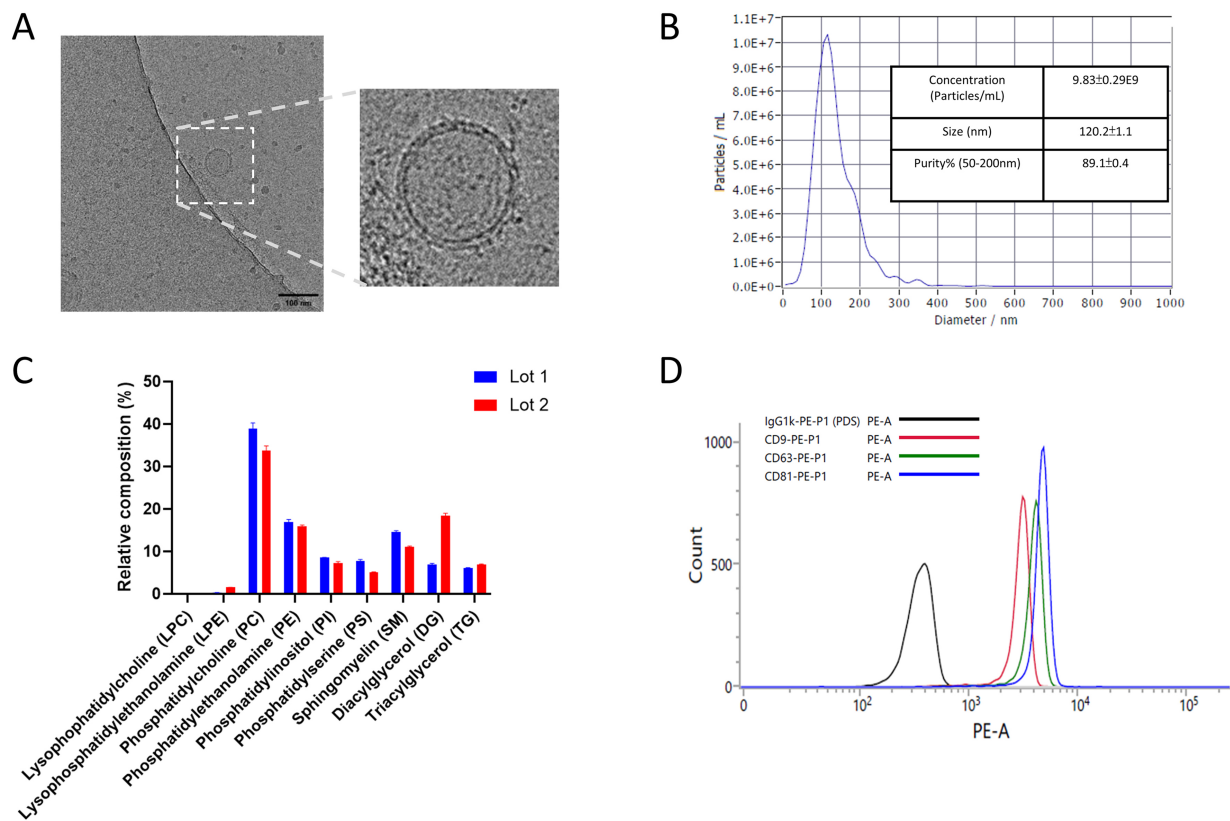 A
100 nm
B
1.1E+7
1.0E+7
9.0E+6
8.0E+6
7.0E+6
6.0E+6
5.0E+6
4.0E+6
3.0E+6
2.0E+6
1.0E+6
0.0E+0
Particles / mL
0 100 200 300 400 500 600 700 800 900 1000
Diameter / nm
Concentration
(Particles/mL)
9.83±0.29E9
Size (nm)
120.2±1.1
Purity% (50-200nm)
89.1±0.4
C
Relative composition (%)
50
40
30
20
10
0
Lot 1
Lot 2
Lysophophatidylcholine (LPC)
Lysophosphatidylethanolamine (LPE)
Phosphatidylcholine (PC)
Phosphatidylethanolamine (PE)
Phosphatidylinositol (PI)
Phosphatidylserine (PS)
Sphingomyelin (SM)
Diacylglycerol (DG)
Triacylglycerol (TG)
D
IgG1k-PE-P1 (PDS) PE-A
CD9-PE-P1 PE-A
CD63-PE-P1 PE-A
CD81-PE-P1 PE-A
Count
1000
500
0
0 10² 10³ 10⁴ 10⁵
PE-A